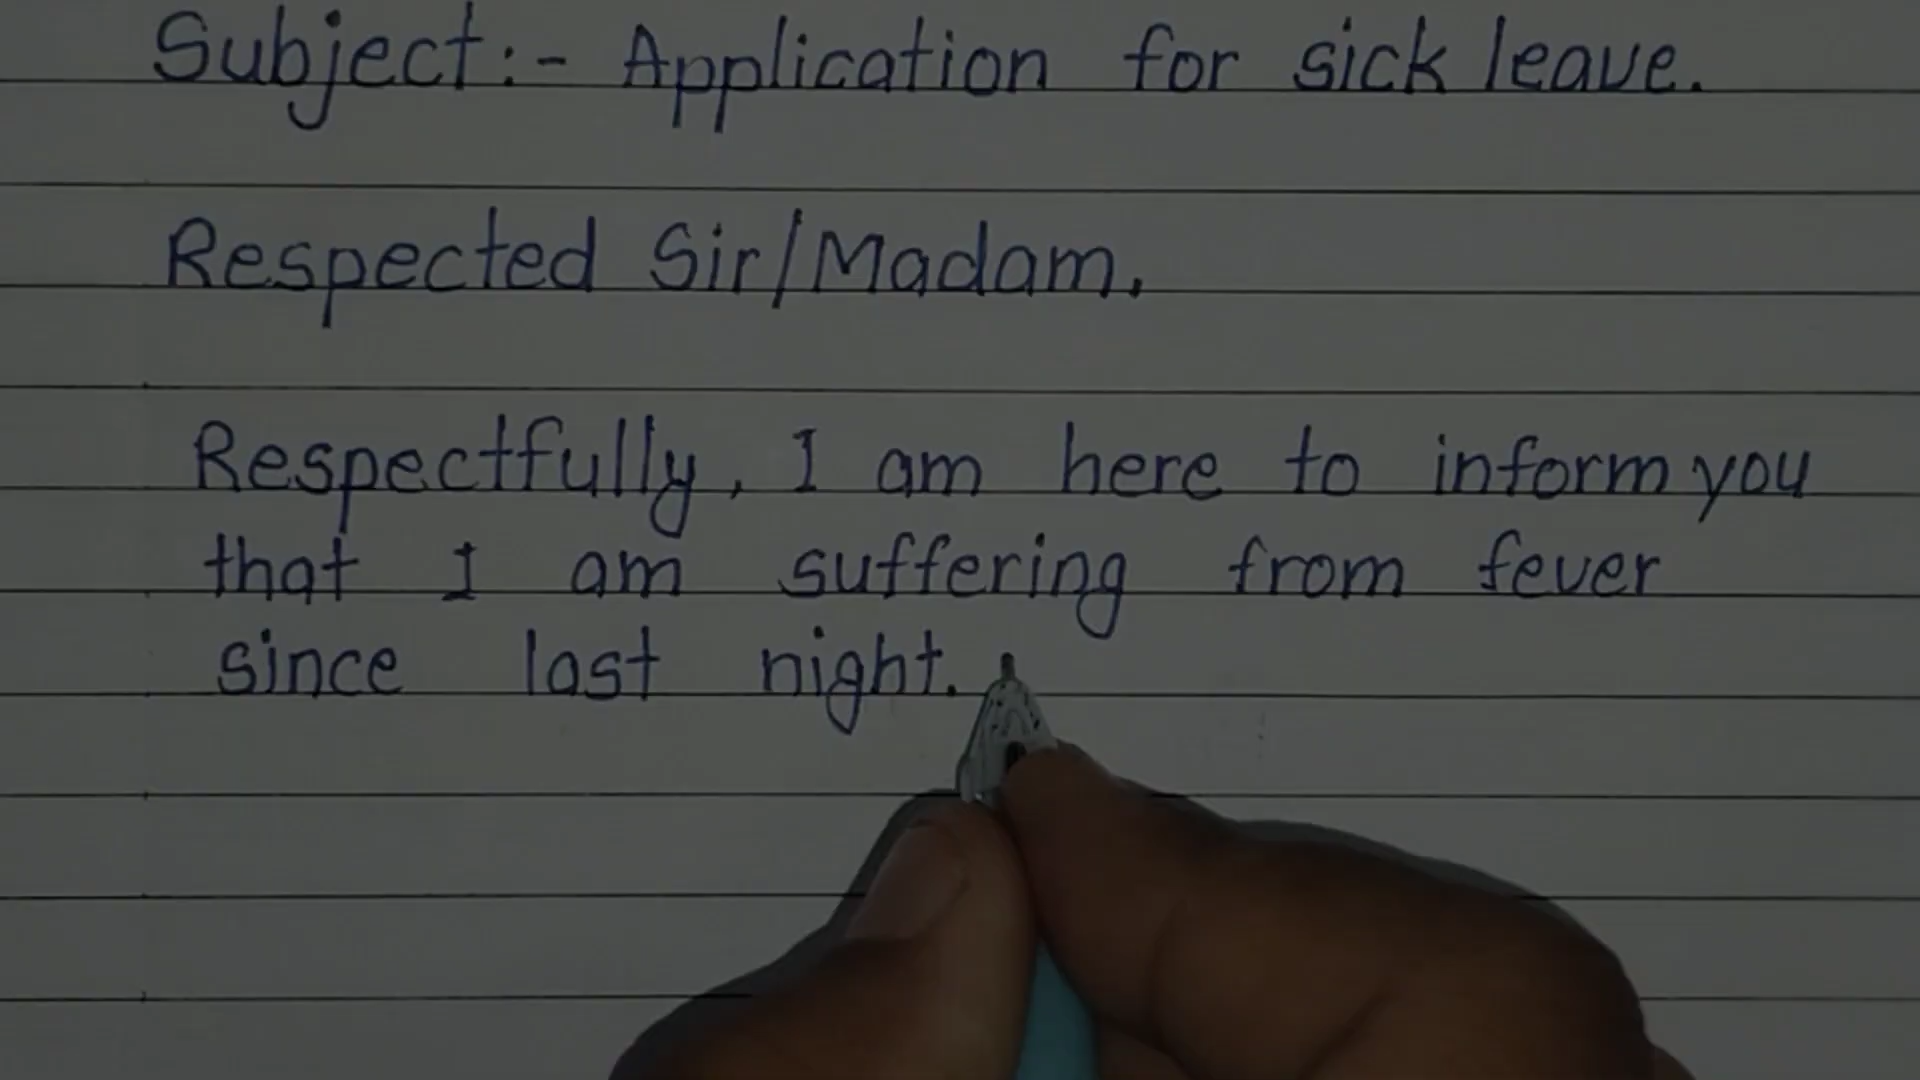 Subject:- Application for sick leave.
Respected Sir/Madam,
Respectfully, I am here to inform you
that I am suffering from fever
since last night.